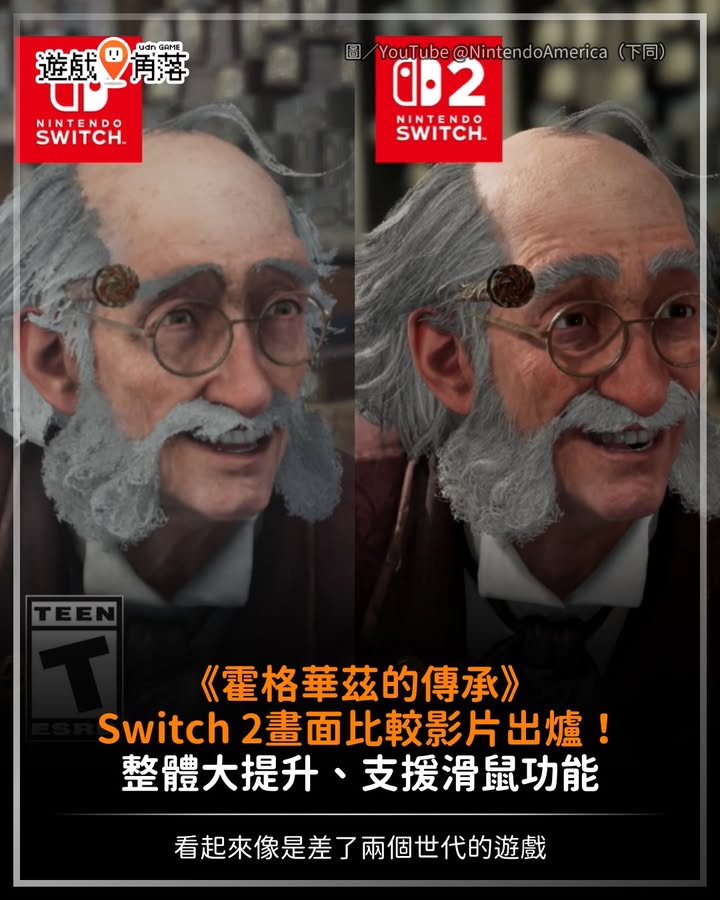 udn GAME
遊戲角落
圖／YouTube @NintendoAmerica（下同）
NINTENDO
SWITCH
2
NINTENDO
SWITCH
TEEN
T
ESRB
《霍格華茲的傳承》
Switch 2畫面比較影片出爐！
整體大提升、支援滑鼠功能
看起來像是差了兩個世代的遊戲